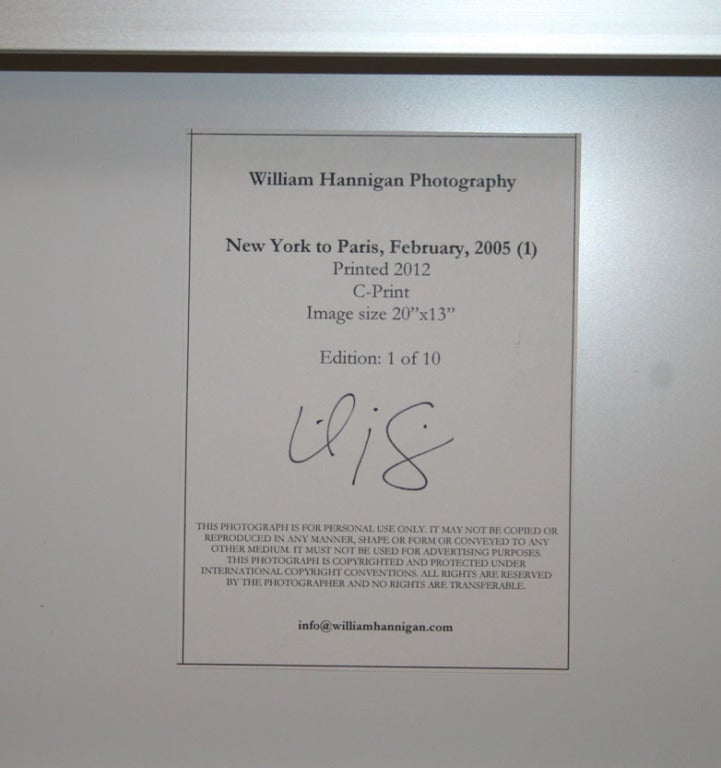 William Hannigan Photography
New York to Paris, February, 2005 (1)
Printed 2012
C-Print
Image size 20”x13”
Edition: 1 of 10
THIS PHOTOGRAPH IS FOR PERSONAL USE ONLY. IT MAY NOT BE COPIED OR
REPRODUCED IN ANY MANNER, SHAPE OR FORM OR CONVEYED TO ANY
OTHER MEDIUM. IT MUST NOT BE USED FOR ADVERTISING PURPOSES.
THIS PHOTOGRAPH IS COPYRIGHTED AND PROTECTED UNDER
INTERNATIONAL COPYRIGHT CONVENTIONS. ALL RIGHTS ARE RESERVED
BY THE PHOTOGRAPHER AND NO RIGHTS ARE TRANSFERABLE.
info@williamhannigan.com